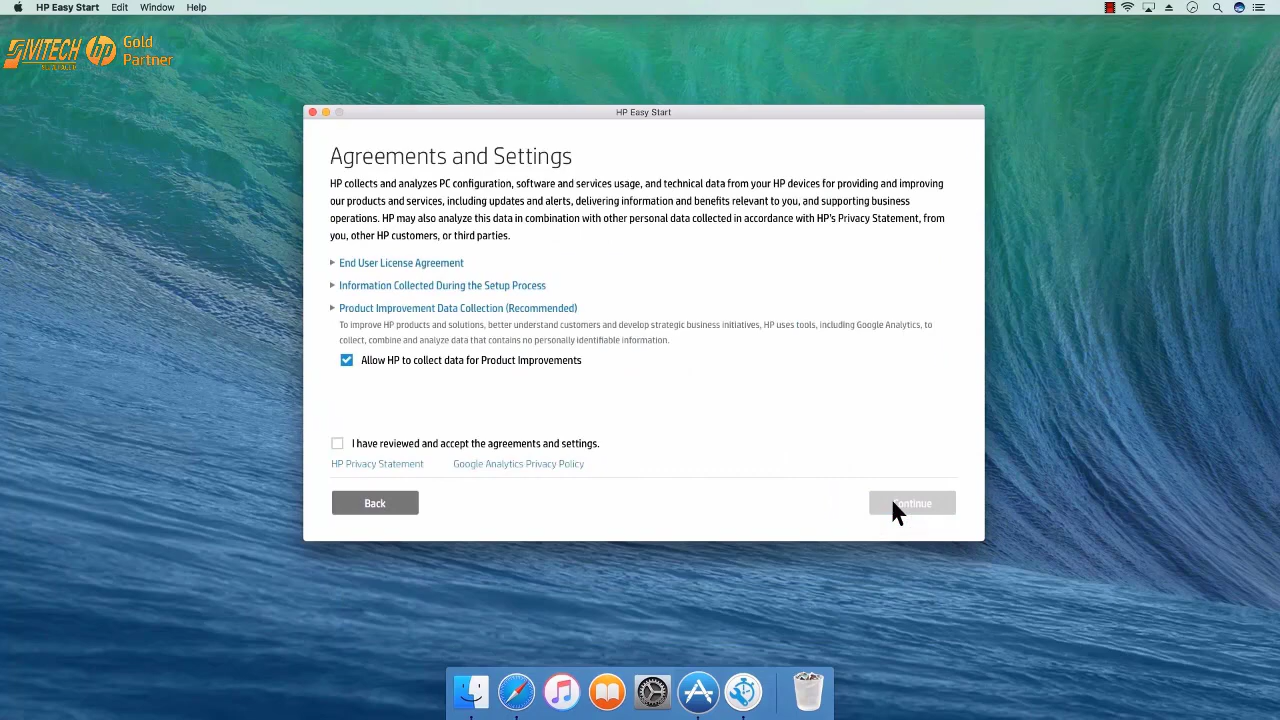 HP Easy Start Edit Window Help
SIVITECH hp Gold
Partner
HP Easy Start
Agreements and Settings
HP collects and analyzes PC configuration, software and services usage, and technical data from your HP devices for providing and improving
our products and services, including updates and alerts, delivering information and benefits relevant to you, and supporting business
operations. HP may also analyze this data in combination with other personal data collected in accordance with HP's Privacy Statement, from
you, other HP customers, or third parties.
End User License Agreement
Information Collected During the Setup Process
Product Improvement Data Collection (Recommended)
To improve HP products and solutions, better understand customers and develop strategic business initiatives, HP uses tools, including Google Analytics, to
collect, combine and analyze data that contains no personally identifiable information.
Allow HP to collect data for Product Improvements
I have reviewed and accept the agreements and settings.
HP Privacy Statement Google Analytics Privacy Policy
Back Continue